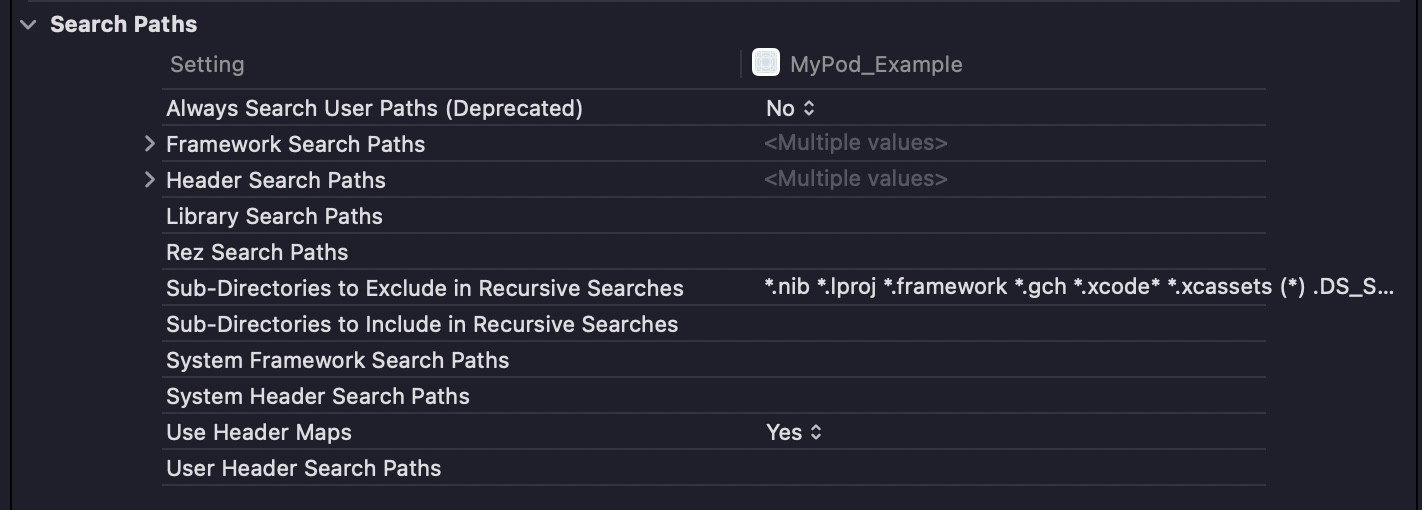 Search Paths
Setting MyPod_Example
Always Search User Paths (Deprecated) No
Framework Search Paths <Multiple values>
Header Search Paths <Multiple values>
Library Search Paths
Rez Search Paths
Sub-Directories to Exclude in Recursive Searches *.nib *.lproj *.framework *.gch *.xcode* *.xcassets (*) .DS_S...
Sub-Directories to Include in Recursive Searches
System Framework Search Paths
System Header Search Paths
Use Header Maps Yes
User Header Search Paths